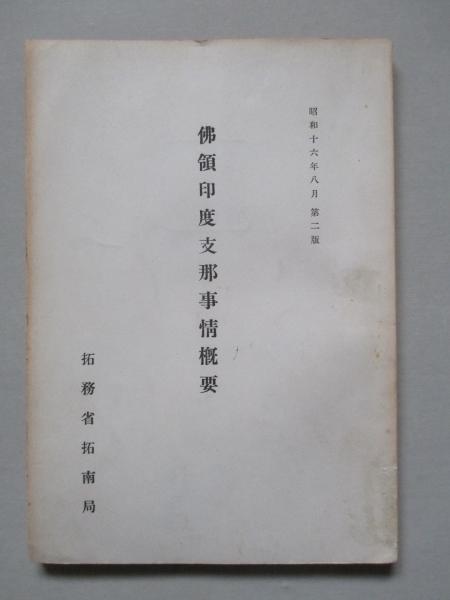 昭和十六年八月 第二版
佛領印度支那事情概要
拓務省拓南局